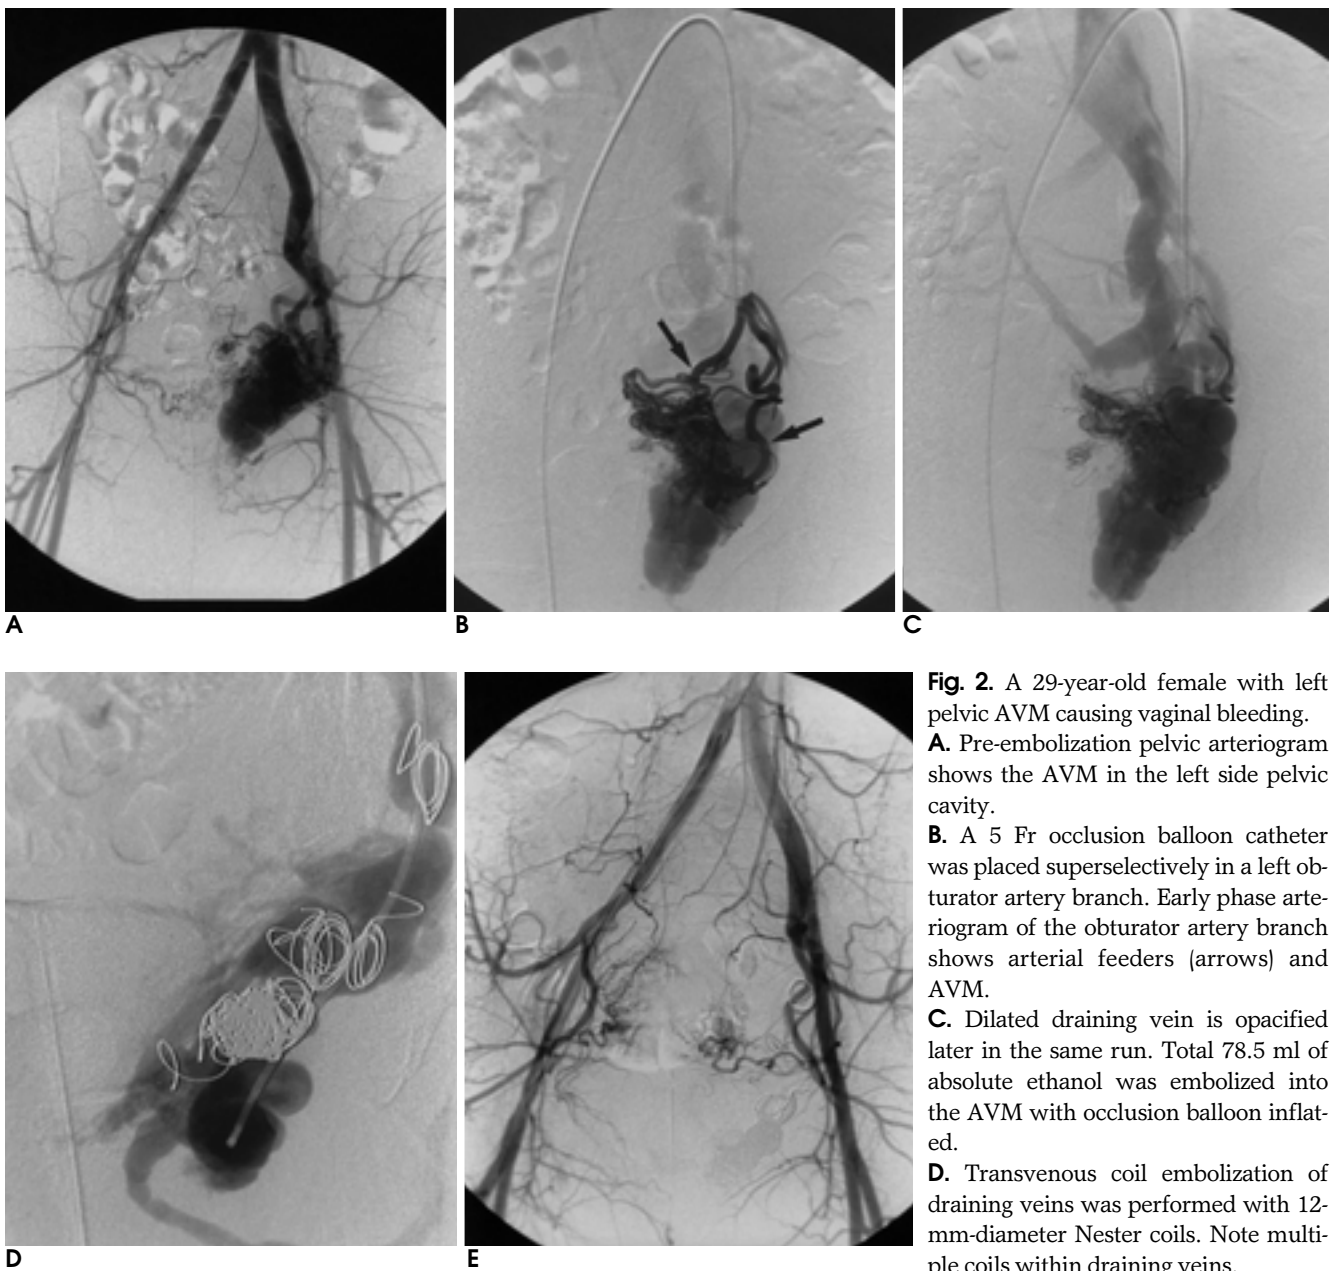 A
B
C
D
E
Fig. 2. A 29-year-old female with left
pelvic AVM causing vaginal bleeding.
A. Pre-embolization pelvic arteriogram
shows the AVM in the left side pelvic
cavity.
B. A 5 Fr occlusion balloon catheter
was placed superselectively in a left ob-
turator artery branch. Early phase arte-
riogram of the obturator artery branch
shows arterial feeders (arrows) and
AVM.
C. Dilated draining vein is opacified
later in the same run. Total 78.5 ml of
absolute ethanol was embolized into
the AVM with occlusion balloon inflat-
ed.
D. Transvenous coil embolization of
draining veins was performed with 12-
mm-diameter Nester coils. Note multi-
ple coils within draining veins.